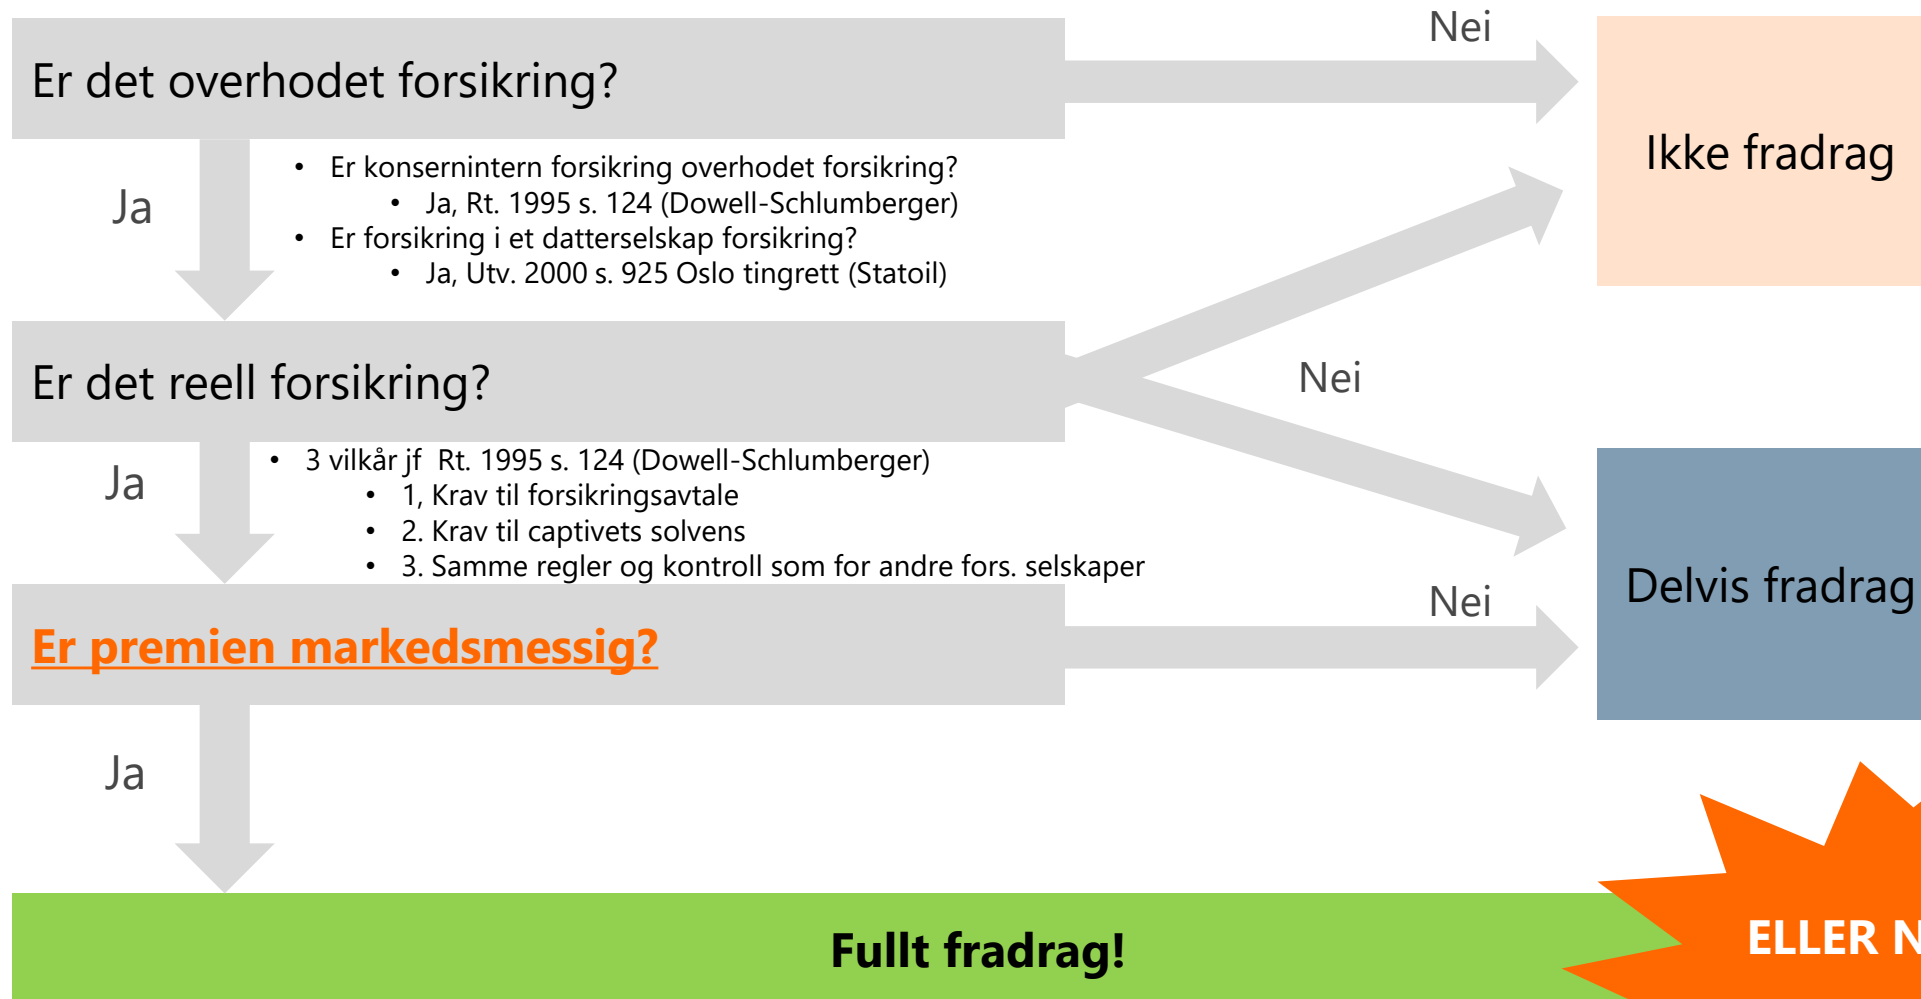 Nei
Er det overhodet forsikring?
Ikke fradrag
Ja
• Er konsernintern forsikring overhodet forsikring?
• Ja, Rt. 1995 s. 124 (Dowell-Schlumberger)
• Er forsikring i et datterselskap forsikring?
• Ja, Utv. 2000 s. 925 Oslo tingrett (Statoil)
Er det reell forsikring?
Nei
Ja
• 3 vilkår jf Rt. 1995 s. 124 (Dowell-Schlumberger)
• 1, Krav til forsikringsavtale
• 2. Krav til captivets solvens
• 3. Samme regler og kontroll som for andre fors. selskaper
Nei
Delvis fradrag
Er premien markedsmessig?
Ja
Fullt fradrag!
ELLER